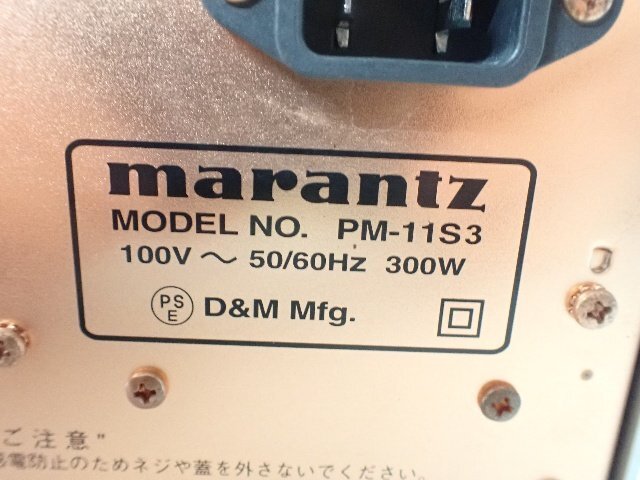 marantz
MODEL NO. PM-11S3
100V ～ 50/60Hz 300W
PS
E
D&M Mfg.
ご注意"
電防止のためネジや蓋を外さないでください。